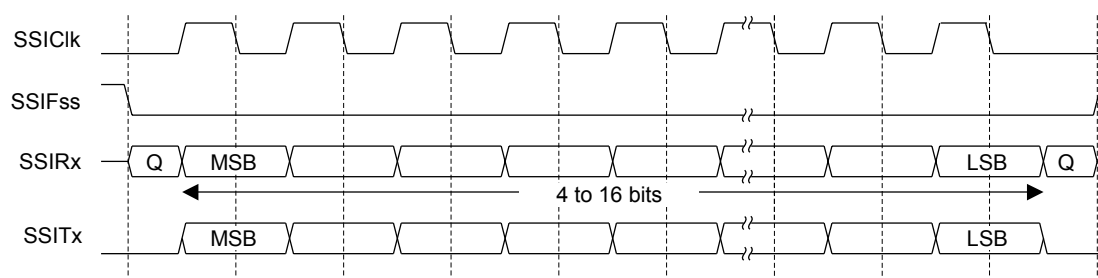 SSIClk
SSIFss
SSIRx Q MSB LSB Q
4 to 16 bits
SSITx MSB LSB